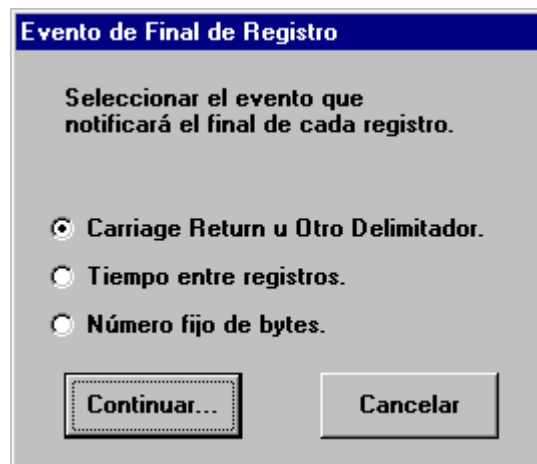 Evento de Final de Registro
Seleccionar el evento que
notificará el final de cada registro.
Carriage Return u Otro Delimitador.
Tiempo entre registros.
Número fijo de bytes.
Continuar...
Cancelar